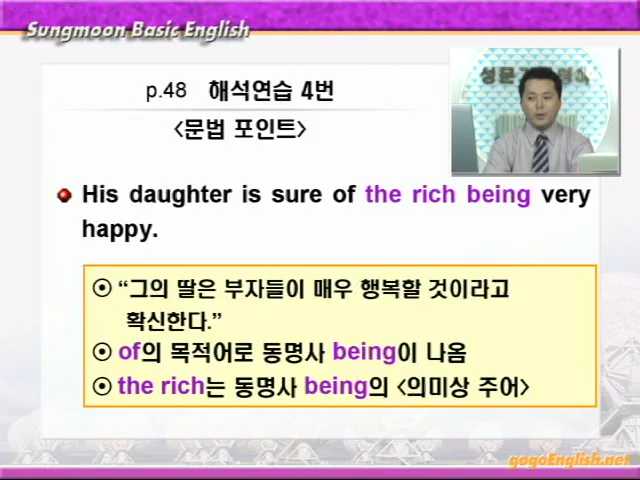 Sungmoon Basic English
p.48 해석연습 4번
<문법 포인트>
His daughter is sure of the rich being very
happy.
"그의 딸은 부자들이 매우 행복할 것이라고
확신한다."
of의 목적어로 동명사 being이 나옴
the rich는 동명사 being의 <의미상 주어>
gogoEnglish.net